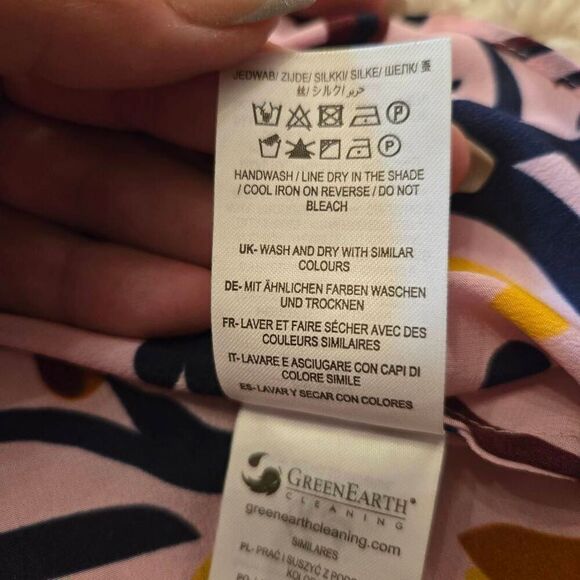 JEDWAB/ ZIJDE/ SILKKI/ SILKE/ ШЕЛК/ 蚕
丝/ シルク/ حرير
HANDWASH / LINE DRY IN THE SHADE
/ COOL IRON ON REVERSE / DO NOT
BLEACH
UK- WASH AND DRY WITH SIMILAR
COLOURS
DE- MIT ÄHNLICHEN FARBEN WASCHEN
UND TROCKNEN
FR- LAVER ET FAIRE SÉCHER AVEC DES
COULEURS SIMILAIRES
IT- LAVARE E ASCIUGARE CON CAPI DI
COLORE SIMILE
ES- LAVAR Y SECAR CON COLORES
GREENEARTH®
CLEANING
greenearthcleaning.com
SIMILARES
PL- PRAĆ I SUSZYĆ Z